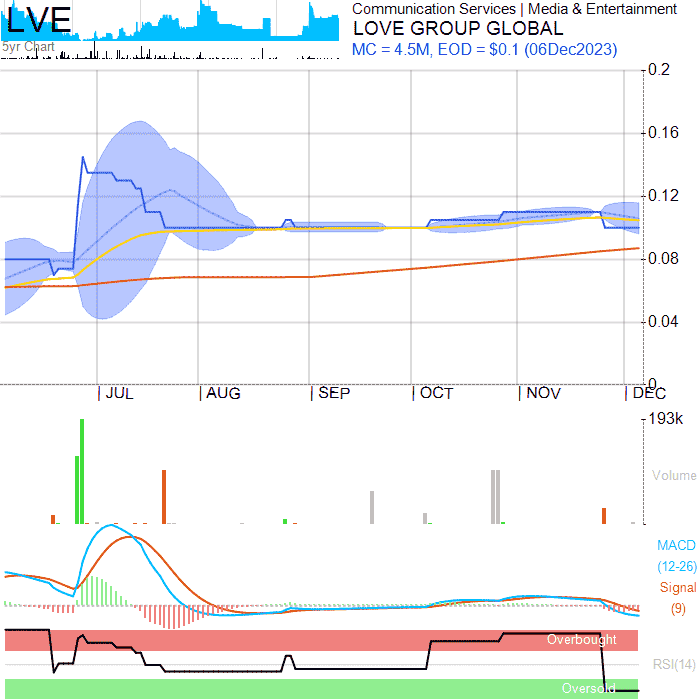 LVE
5yr Chart
Communication Services | Media & Entertainment
LOVE GROUP GLOBAL
MC = 4.5M, EOD = $0.1 (06Dec2023)
0.2
0.16
0.12
0.08
0.04
0
JUL AUG SEP OCT NOV DEC
193k
Volume
MACD
(12-26)
Signal
(9)
Overbought
RSI(14)
Oversold